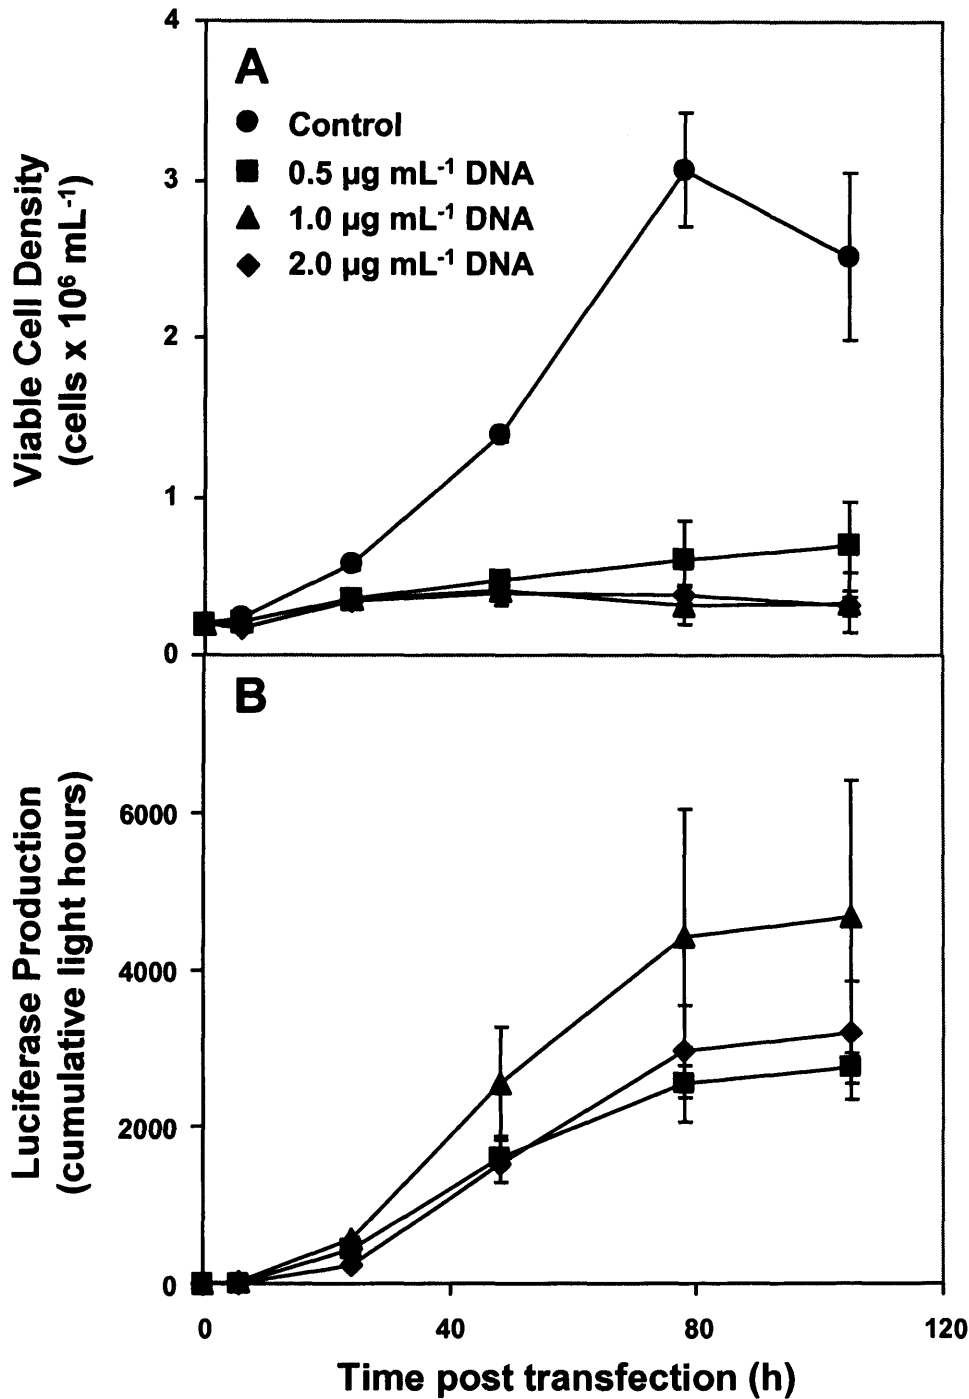 A
Control
0.5 µg mL⁻¹ DNA
1.0 µg mL⁻¹ DNA
2.0 µg mL⁻¹ DNA
Viable Cell Density
(cells x 10⁶ mL⁻¹)
4
3
2
1
0
B
Luciferase Production
(cumulative light hours)
6000
4000
2000
0
0 40 80 120
Time post transfection (h)